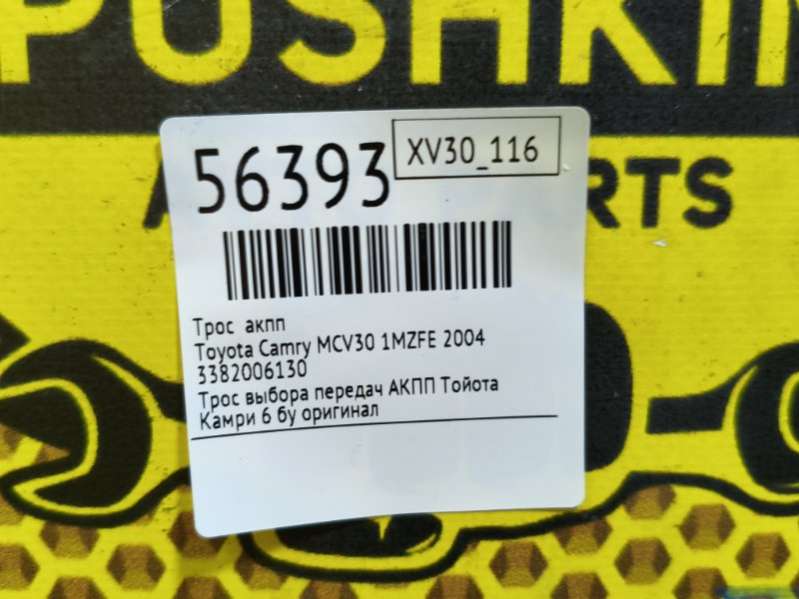 PUSHKIN
56393
XV30_116
Трос акпп
Toyota Camry MCV30 1MZFE 2004
3382006130
Трос выбора передач АКПП Тойота
Камри 6 бу оригинал